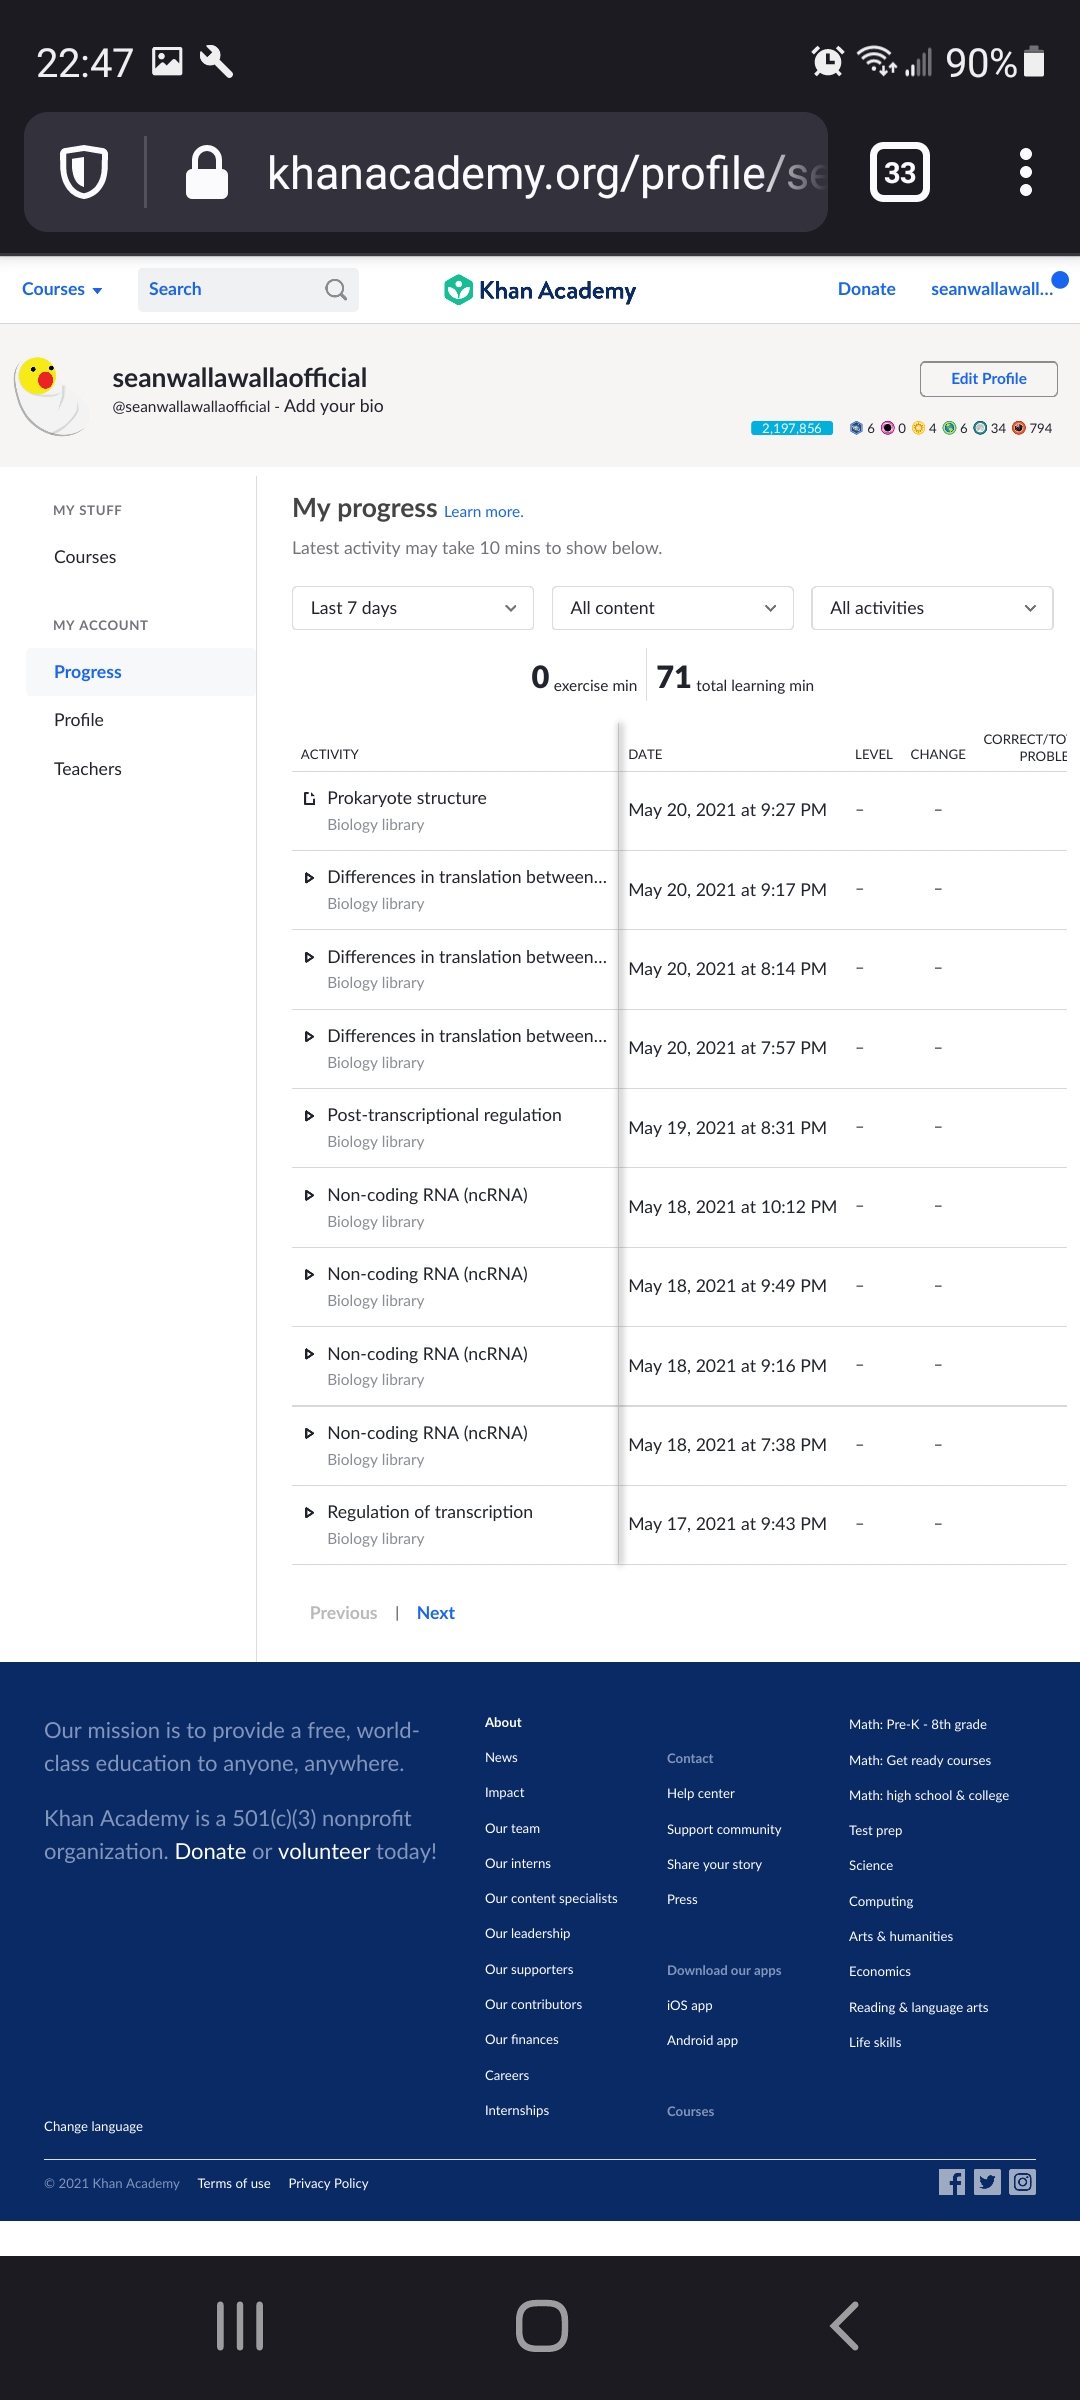 22:47
90%
khanacademy.org/profile/se
33
Courses
Search
Khan Academy
Donate
seanwallawall...
seanwallawallaofficial
@seanwallawallaofficial - Add your bio
Edit Profile
2,197,856 6 0 4 6 34 794
MY STUFF
Courses
MY ACCOUNT
Progress
Profile
Teachers
My progress Learn more.
Latest activity may take 10 mins to show below.
Last 7 days
All content
All activities
0 exercise min
71 total learning min
ACTIVITY DATE LEVEL CHANGE CORRECT/TO
PROBLE
Prokaryote structure
Biology library
May 20, 2021 at 9:27 PM – –
Differences in translation between...
Biology library
May 20, 2021 at 9:17 PM – –
Differences in translation between...
Biology library
May 20, 2021 at 8:14 PM – –
Differences in translation between...
Biology library
May 20, 2021 at 7:57 PM – –
Post-transcriptional regulation
Biology library
May 19, 2021 at 8:31 PM – –
Non-coding RNA (ncRNA)
Biology library
May 18, 2021 at 10:12 PM – –
Non-coding RNA (ncRNA)
Biology library
May 18, 2021 at 9:49 PM – –
Non-coding RNA (ncRNA)
Biology library
May 18, 2021 at 9:16 PM – –
Non-coding RNA (ncRNA)
Biology library
May 18, 2021 at 7:38 PM – –
Regulation of transcription
Biology library
May 17, 2021 at 9:43 PM – –
Previous | Next
Our mission is to provide a free, world-
class education to anyone, anywhere.
Khan Academy is a 501(c)(3) nonprofit
organization. Donate or volunteer today!
About
News
Impact
Our team
Our interns
Our content specialists
Our leadership
Our supporters
Our contributors
Our finances
Careers
Internships
Contact
Help center
Support community
Share your story
Press
Download our apps
iOS app
Android app
Courses
Math: Pre-K - 8th grade
Math: Get ready courses
Math: high school & college
Test prep
Science
Computing
Arts & humanities
Economics
Reading & language arts
Life skills
Change language
© 2021 Khan Academy Terms of use Privacy Policy